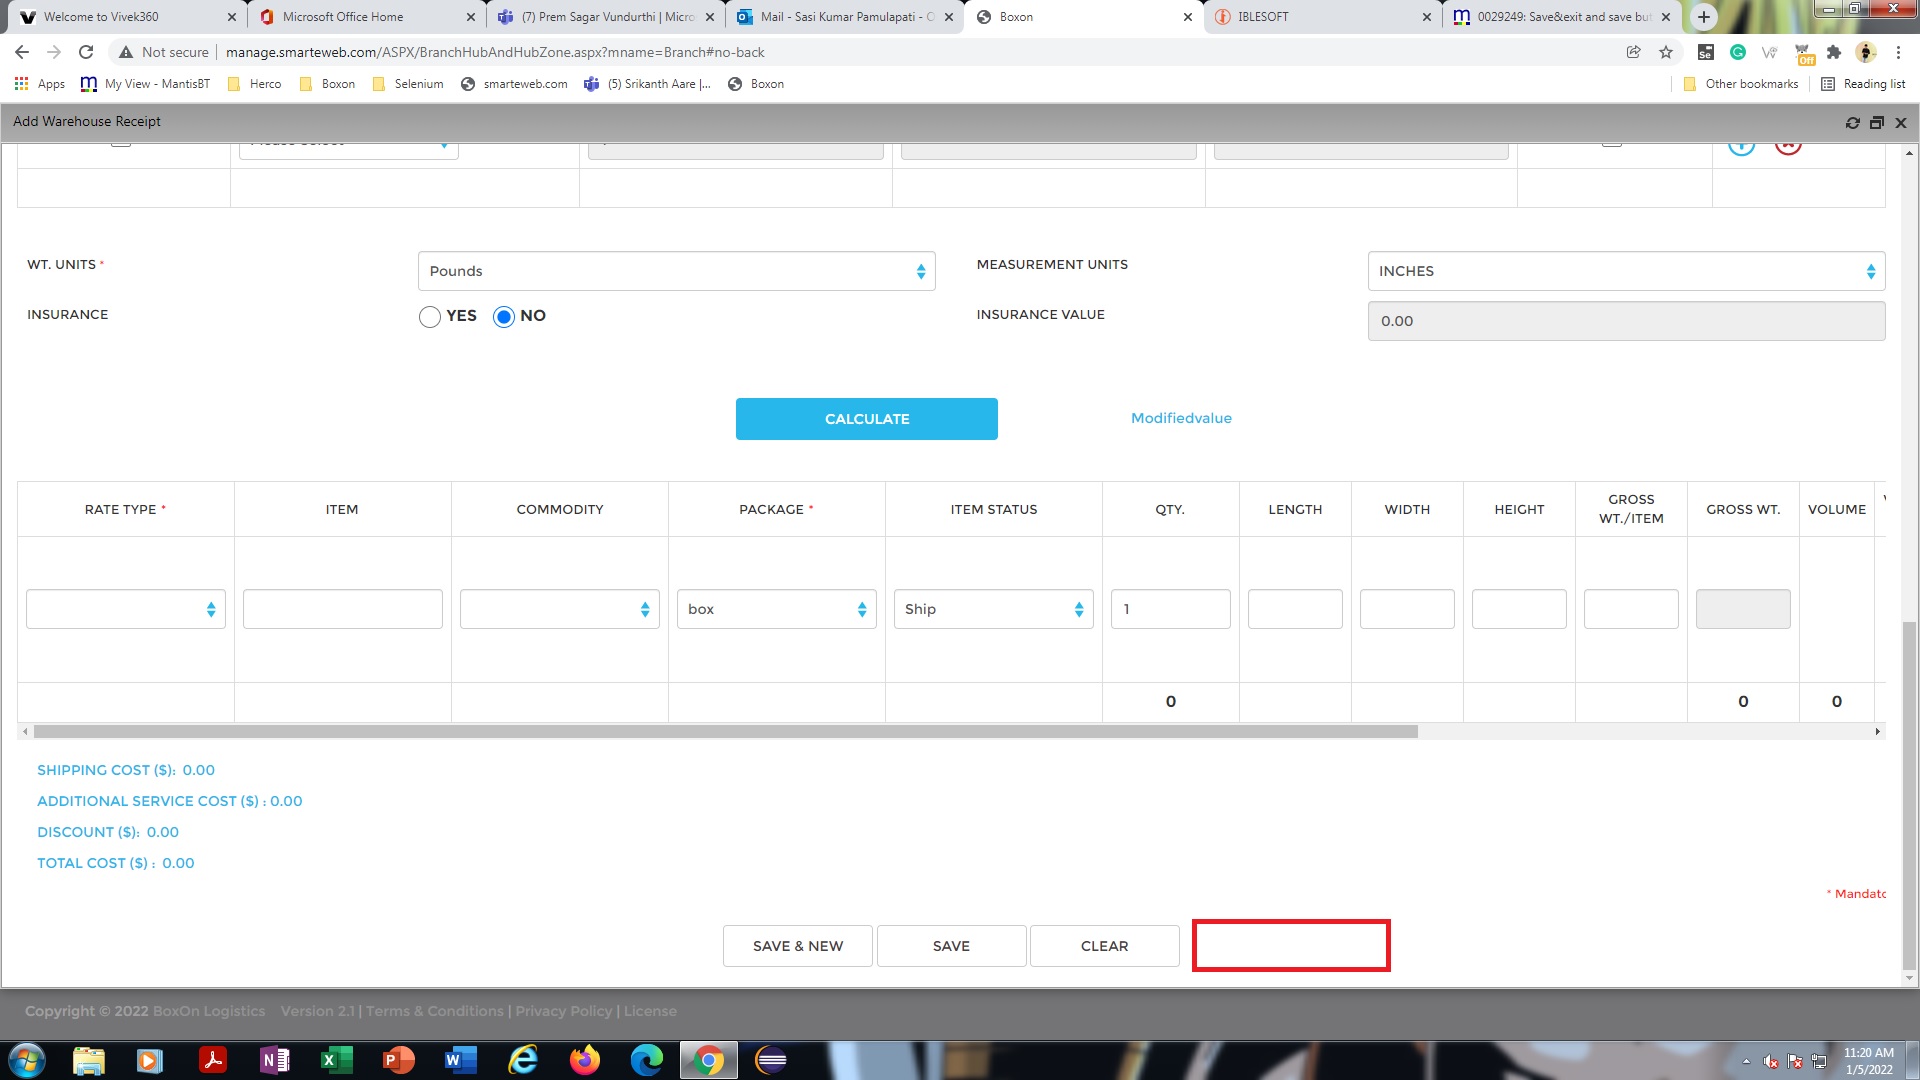 Welcome to Vivek360
Microsoft Office Home
(7) Prem Sagar Vundurthi | Micro
Mail - Sasi Kumar Pamulapati - O
Boxon
IBLESOFT
0029249: Save&exit and save but
Not secure
manage.smarteweb.com/ASPX/BranchHubAndHubZone.aspx?mname=Branch#no-back
Off
Apps
My View - MantisBT
Herco
Boxon
Selenium
smarteweb.com
(5) Srikanth Aare |...
Boxon
Other bookmarks
Reading list
Add Warehouse Receipt
WT. UNITS *
Pounds
MEASUREMENT UNITS
INCHES
INSURANCE
YES
NO
INSURANCE VALUE
0.00
CALCULATE
Modifiedvalue
RATE TYPE *
ITEM
COMMODITY
PACKAGE *
ITEM STATUS
QTY.
LENGTH
WIDTH
HEIGHT
GROSS
WT./ITEM
GROSS WT.
VOLUME
box
Ship
1
0
0
0
SHIPPING COST ($): 0.00
ADDITIONAL SERVICE COST ($) : 0.00
DISCOUNT ($): 0.00
TOTAL COST ($) : 0.00
* Mandato
SAVE & NEW
SAVE
CLEAR
Copyright © 2022 BoxOn Logistics Version 2.1 | Terms & Conditions | Privacy Policy | License
11:20 AM
1/5/2022